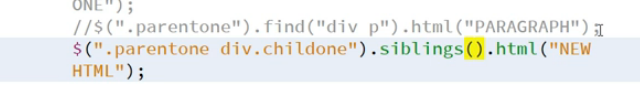 ONE");
//$(".parentone").find("div p").html("PARAGRAPH");
$(".parentone div.childone").siblings().html("NEW
HTML");